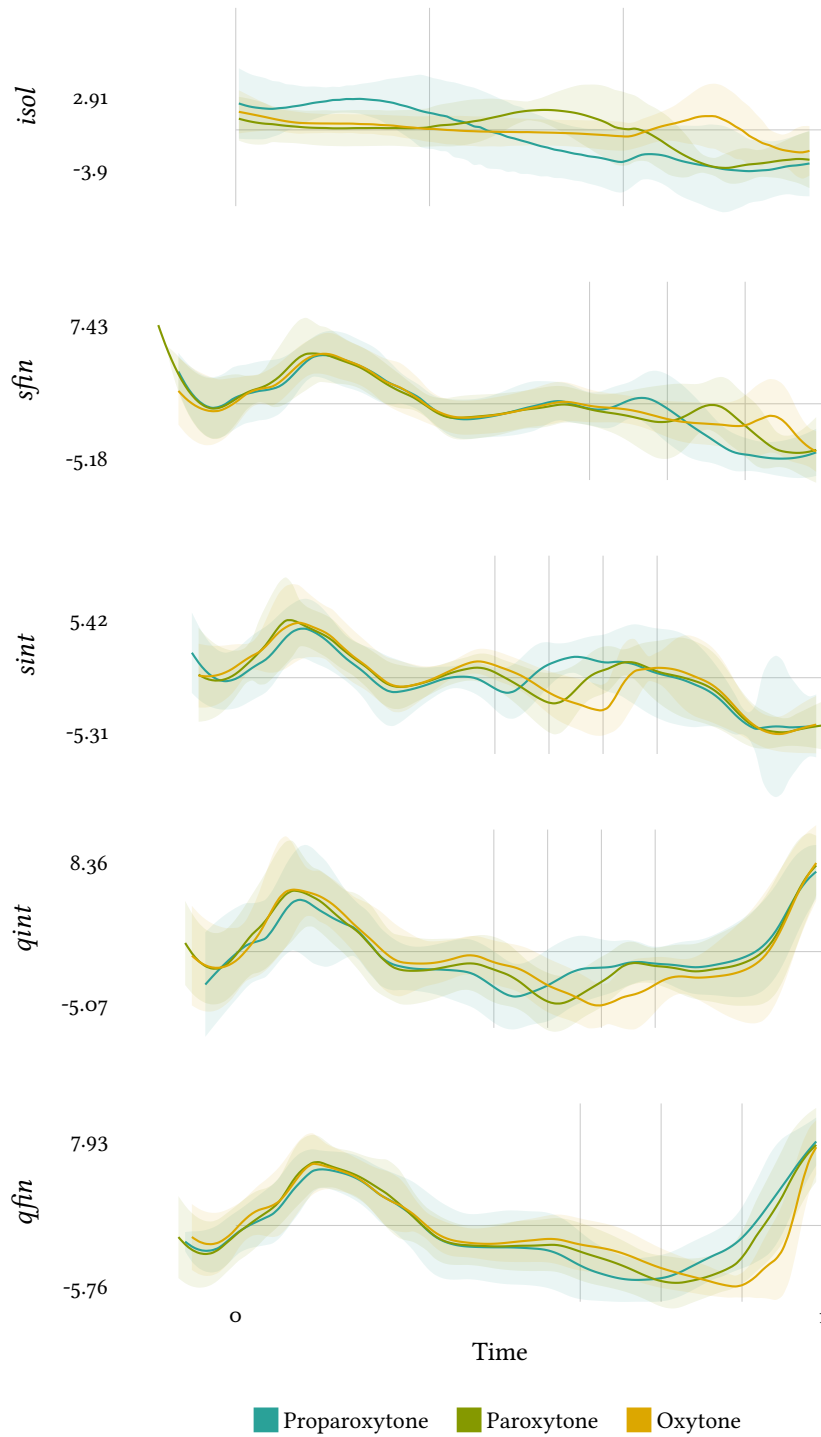 isol
2.91
-3.9
sfin
7.43
-5.18
sint
5.42
-5.31
qint
8.36
-5.07
qfin
7.93
-5.76
0
Time
Proparoxytone Paroxytone Oxytone